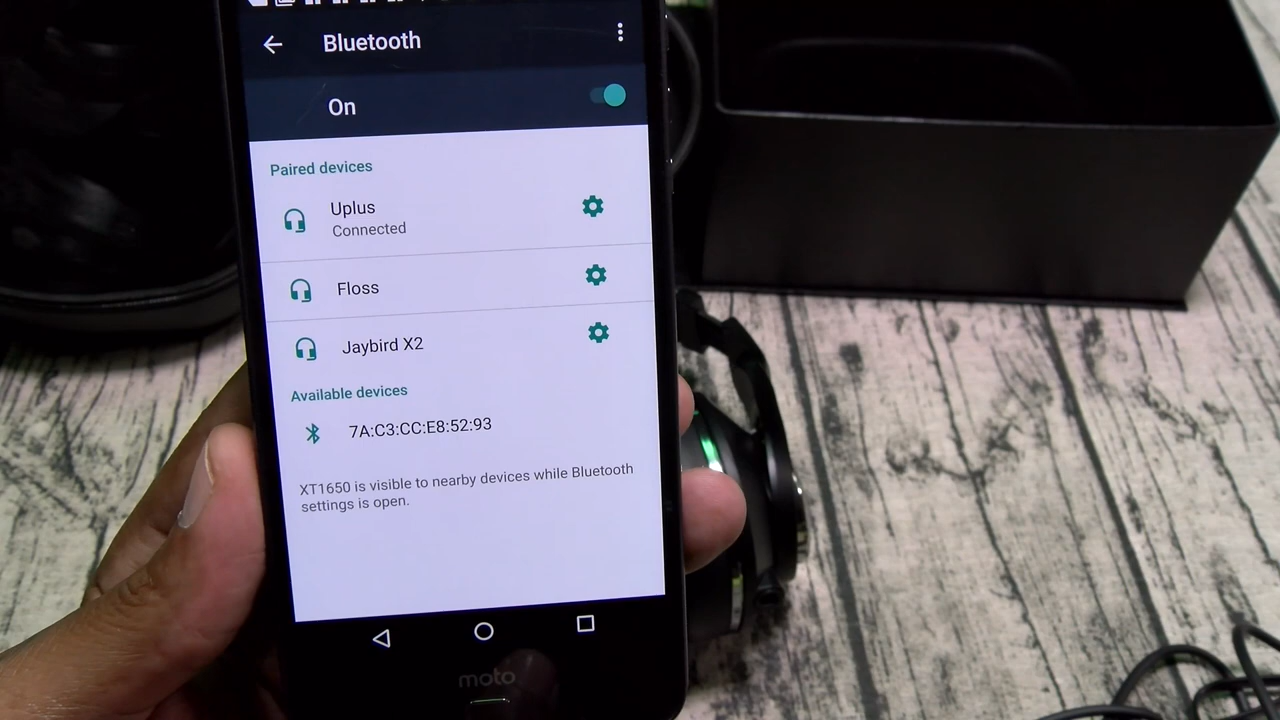 Bluetooth
On
Paired devices
Uplus
Connected
Floss
Jaybird X2
Available devices
7A:C3:CC:E8:52:93
XT1650 is visible to nearby devices while Bluetooth
settings is open.
moto